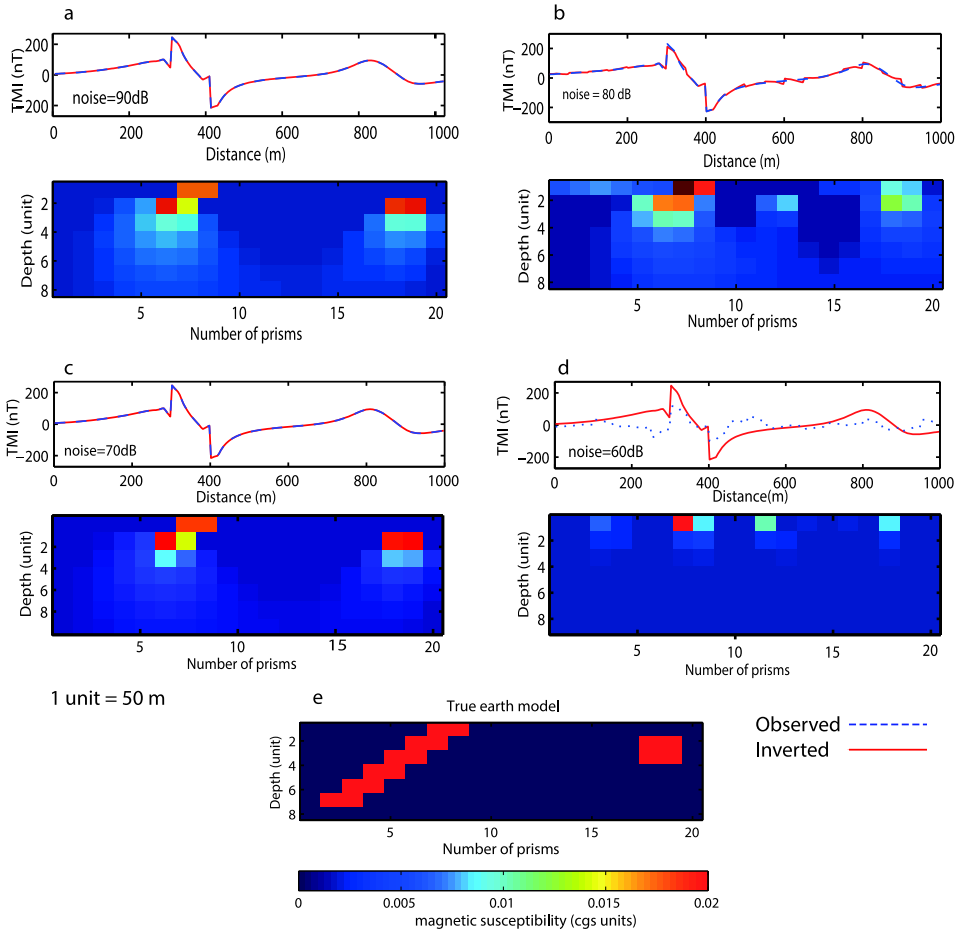 a
TMI (nT)
200
0
−200
noise=90dB
0 200 400 600 800 1000
Distance (m)
Depth (unit)
2
4
6
8
5 10 15 20
Number of prisms
b
TMI (nT)
200
0
−200
noise = 80 dB
0 200 400 600 800 1000
Distance (m)
Depth (unit)
2
4
6
8
5 10 15 20
Number of prisms
c
TMI (nT)
200
0
−200
noise=70dB
0 200 400 600 800 1000
Distance (m)
Depth (unit)
2
4
6
8
5 10 15 20
Number of prisms
d
TMI (nT)
200
0
−200
noise=60dB
0 200 400 600 800 1000
Distance(m)
Depth (unit)
2
4
6
8
5 10 15 20
Number of prisms
1 unit = 50 m
e
True earth model
Depth (unit)
2
4
6
8
5 10 15 20
Number of prisms
Observed
Inverted
0 0.005 0.01 0.015 0.02
magnetic susceptibility (cgs units)